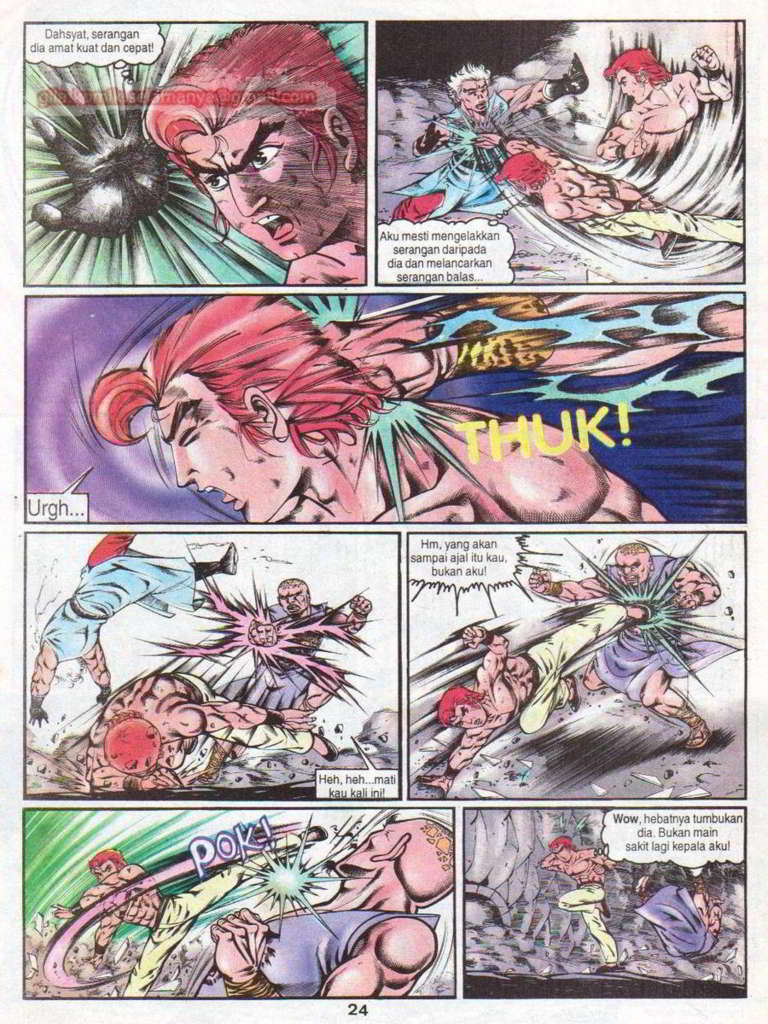 Dahsyat, serangan
dia amat kuat dan cepat!
Aku mesti mengelakkan
serangan daripada
dia dan melancarkan
serangan balas...
THUK!
Urgh...
Heh, heh...mati
kau kali ini!
Hm, yang akan
sampai ajal itu kau,
bukan aku!
POK!
Wow, hebatnya tumbukan
dia. Bukan main
sakit lagi kepala aku!
24